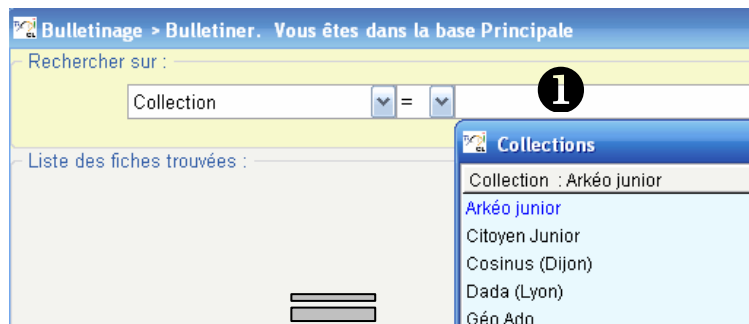 Bulletinage > Bulletiner. Vous êtes dans la base Principale
Rechercher sur :
Collection = 
1
Collections
Liste des fiches trouvées :
Collection : Arkéo junior
Arkéo junior
Citoyen Junior
Cosinus (Dijon)
Dada (Lyon)
Géo Ado